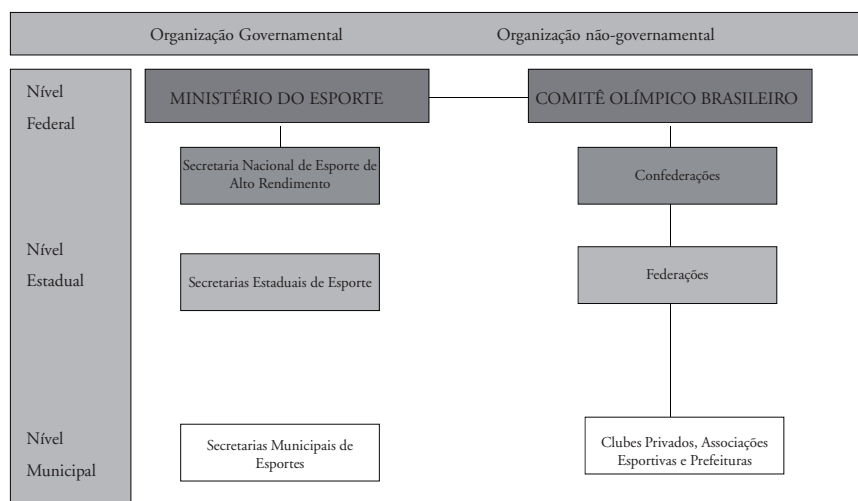 Organização Governamental
Organização não-governamental
Nível
Federal
MINISTÉRIO DO ESPORTE
COMITÊ OLÍMPICO BRASILEIRO
Secretaria Nacional de Esporte de
Alto Rendimento
Confederações
Nível
Estadual
Secretarias Estaduais de Esporte
Federações
Nível
Municipal
Secretarias Municipais de
Esportes
Clubes Privados, Associações
Esportivas e Prefeituras